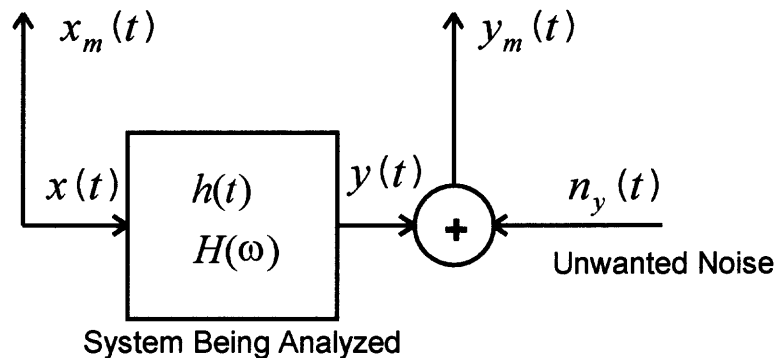 x_m(t)
y_m(t)
x(t)
h(t)
H(ω)
y(t)
+
n_y(t)
Unwanted Noise
System Being Analyzed